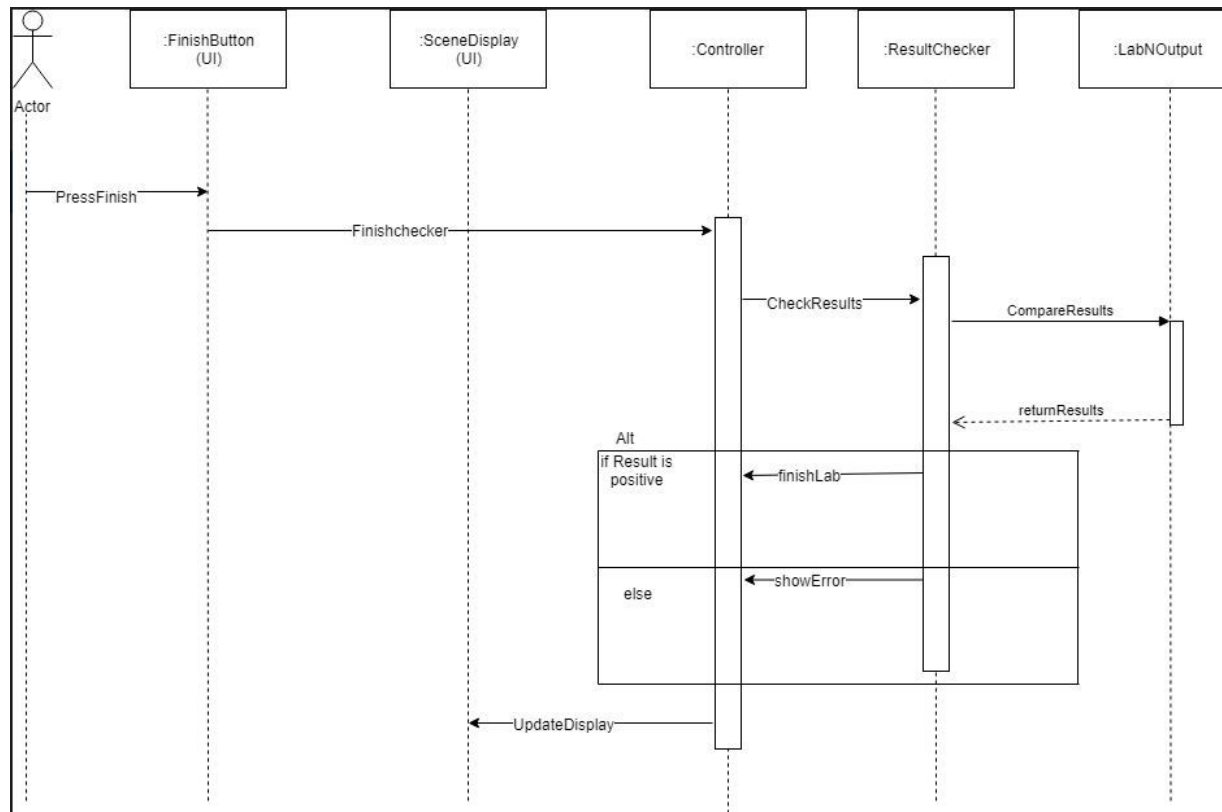 :FinishButton
(UI)
:SceneDisplay
(UI)
:Controller
:ResultChecker
:LabNOutput
Actor
PressFinish
Finishchecker
CheckResults
CompareResults
returnResults
Alt
if Result is
positive
finishLab
showError
else
UpdateDisplay